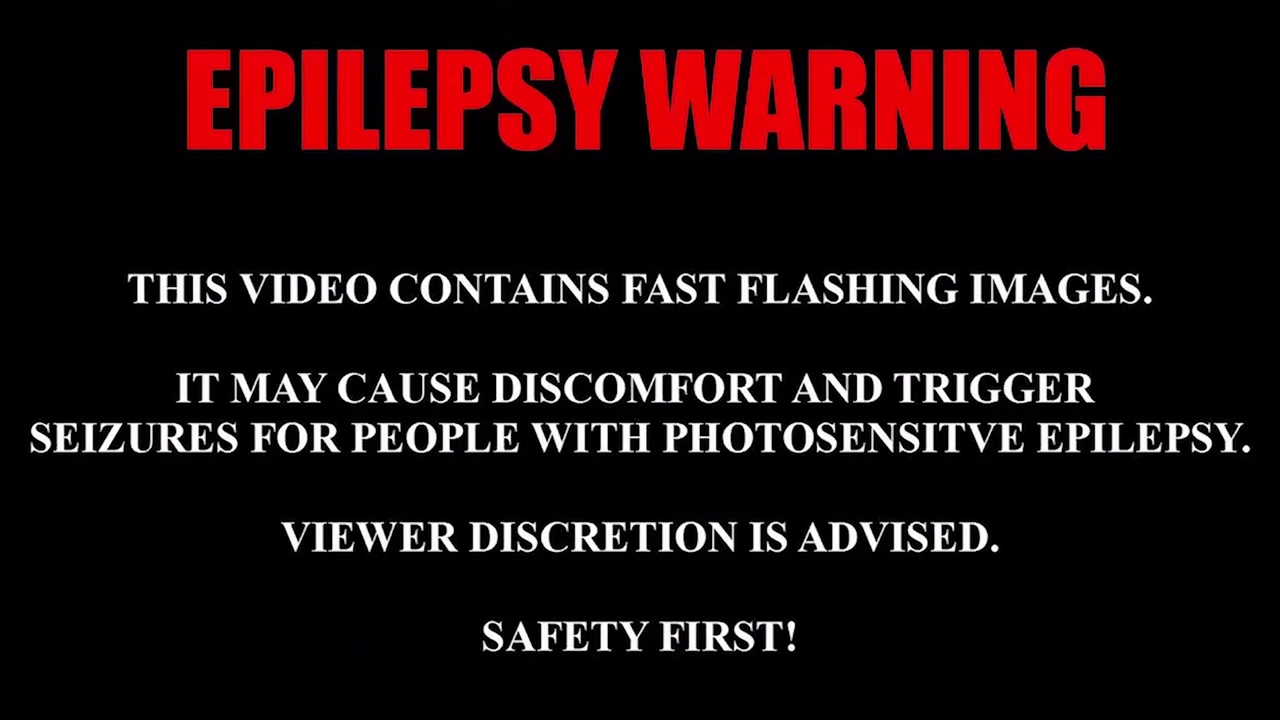 EPILEPSY WARNING
THIS VIDEO CONTAINS FAST FLASHING IMAGES.
IT MAY CAUSE DISCOMFORT AND TRIGGER
SEIZURES FOR PEOPLE WITH PHOTOSENSITVE EPILEPSY.
VIEWER DISCRETION IS ADVISED.
SAFETY FIRST!